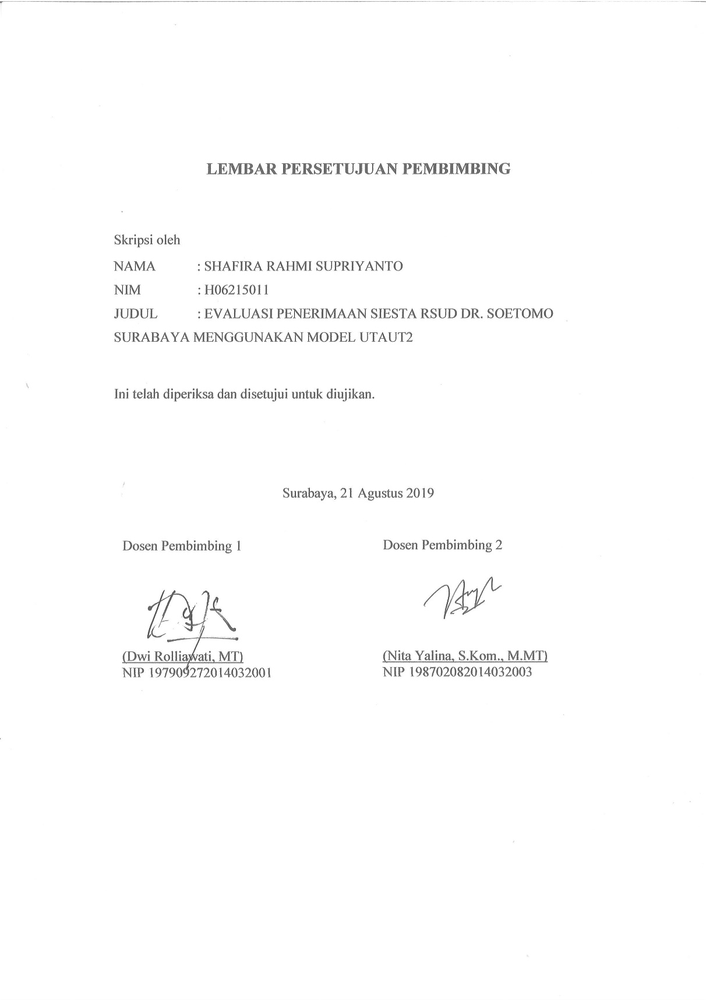 LEMBAR PERSETUJUAN PEMBIMBING
Skripsi oleh
NAMA : SHAFIRA RAHMI SUPRIYANTO
NIM : H06215011
JUDUL : EVALUASI PENERIMAAN SIESTA RSUD DR. SOETOMO
SURABAYA MENGGUNAKAN MODEL UTAUT2
Ini telah diperiksa dan disetujui untuk diujikan.
Surabaya, 21 Agustus 2019
Dosen Pembimbing 1
Dosen Pembimbing 2
(Dwi Rolliawati, MT)
(Nita Yalina, S.Kom., M.MT)
NIP 197909272014032001
NIP 198702082014032003